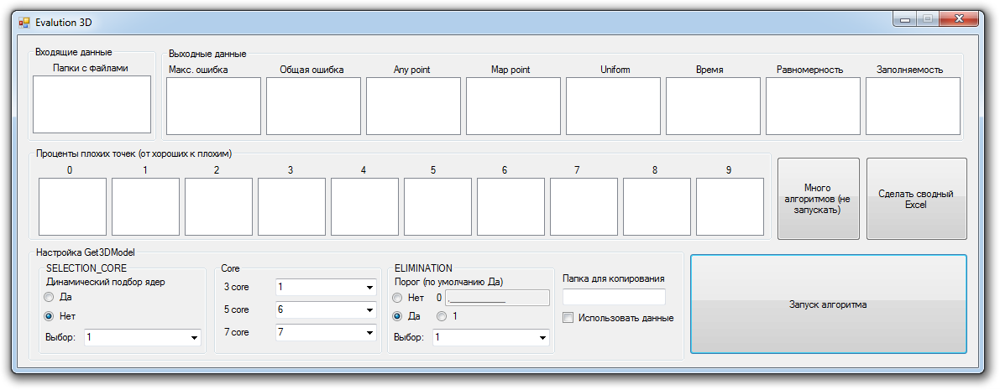 Evalution 3D
Входящие данные
Папки с файлами
Выходные данные
Макс. ошибка Общая ошибка Any point Map point Uniform Время Равномерность Заполняемость
Проценты плохих точек (от хороших к плохим)
0 1 2 3 4 5 6 7 8 9
Много
алгоритмов (не
запускать)
Сделать сводный
Excel
Настройка Get3DModel
SELECTION_CORE
Динамический подбор ядер
Да
Нет
Выбор: 1
Core
3 core 1
5 core 6
7 core 7
ELIMINATION
Порог (по умолчанию Да)
Нет 0 .___________
Да 1
Выбор: 1
Папка для копирования
Использовать данные
Запуск алгоритма